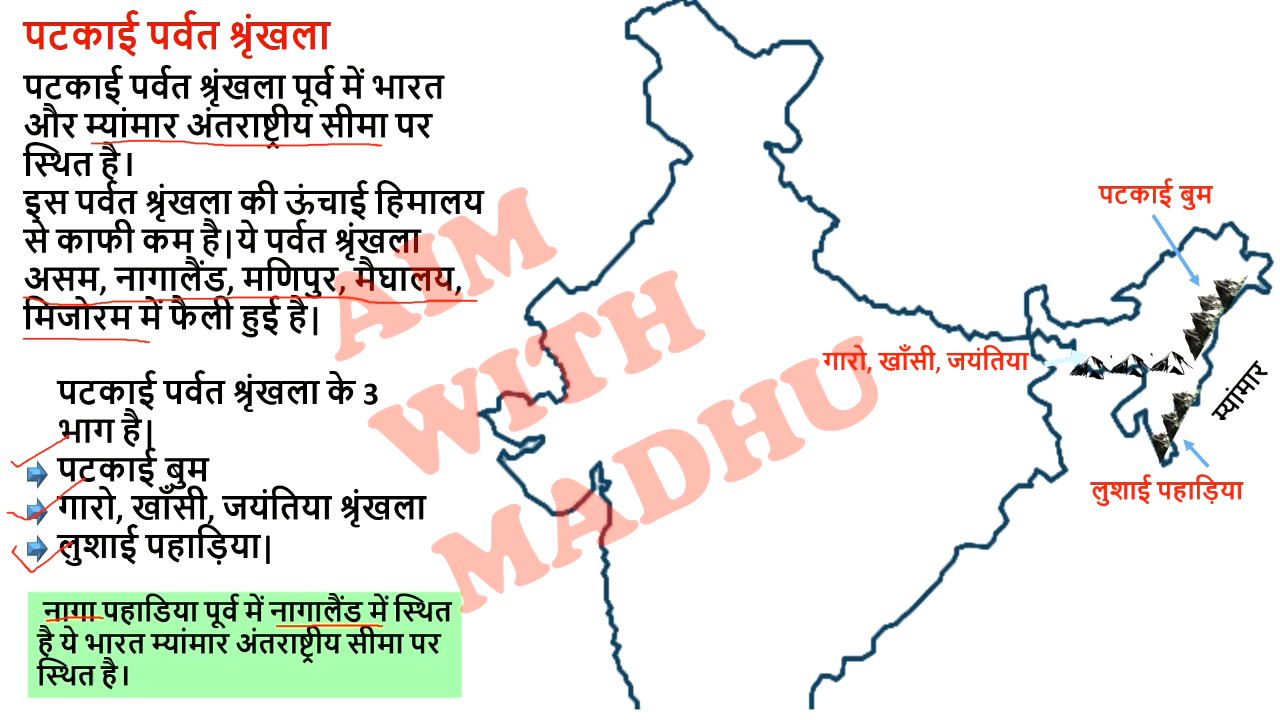 पटकाई पर्वत श्रृंखला
पटकाई पर्वत श्रृंखला पूर्व में भारत
और म्यांमार अंतराष्ट्रीय सीमा पर
स्थित है।
इस पर्वत श्रृंखला की ऊंचाई हिमालय
से काफी कम है|ये पर्वत श्रृंखला
असम, नागालैंड, मणिपुर, मैघालय,
मिजोरम में फैली हुई है|
पटकाई पर्वत श्रृंखला के 3
भाग है|
पटकाई बुम
गारो, खाँसी, जयंतिया श्रृंखला
लुशाई पहाड़िया|
नागा पहाडिया पूर्व में नागालैंड में स्थित
है ये भारत म्यांमार अंतराष्ट्रीय सीमा पर
स्थित है।
AIM
WITH
MADHU
पटकाई बुम
गारो, खाँसी, जयंतिया
म्यांमार
लुशाई पहाड़िया